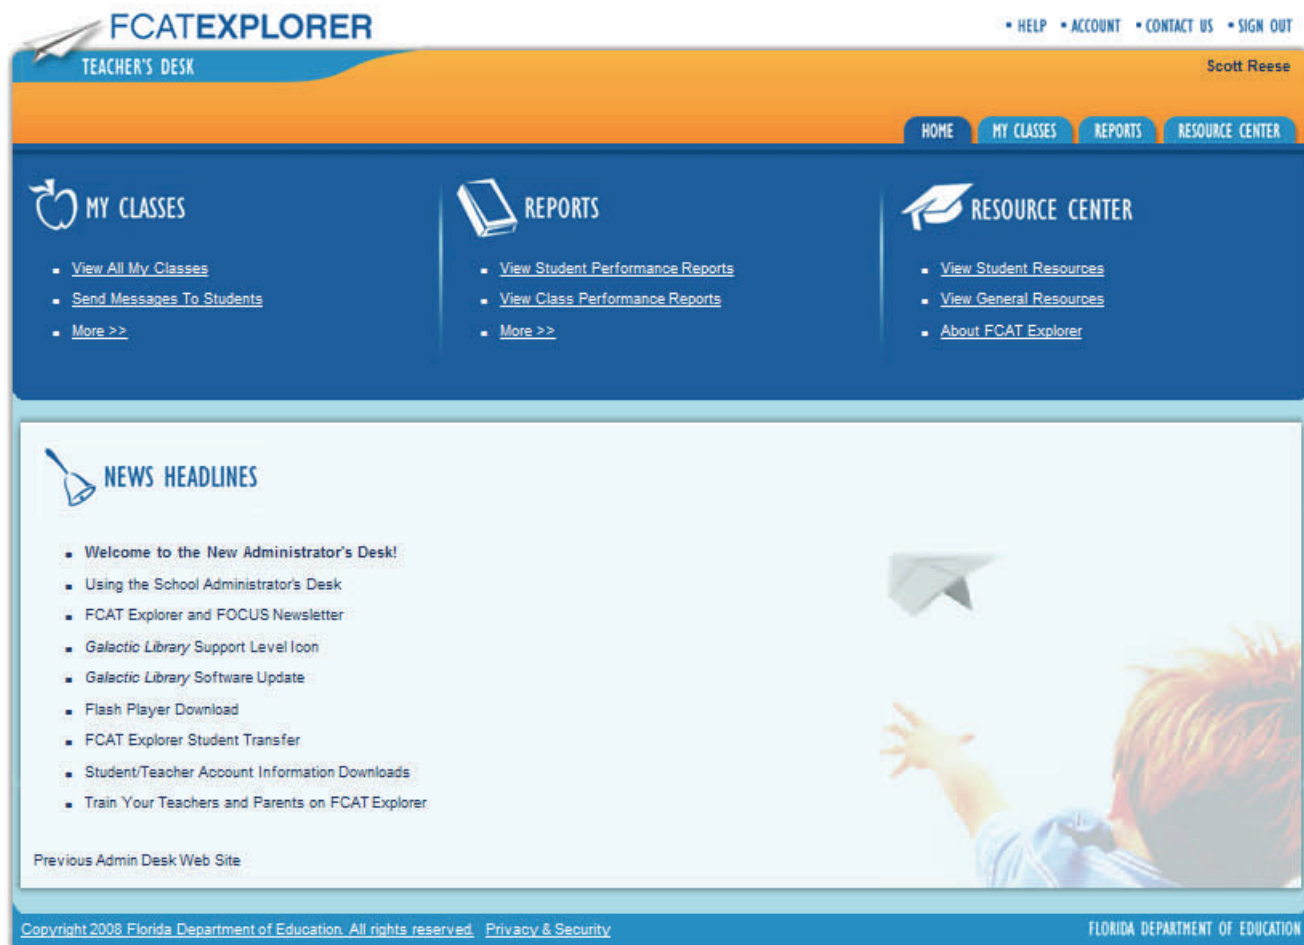 FCATEXPLORER
▪ HELP ▪ ACCOUNT ▪ CONTACT US ▪ SIGN OUT
TEACHER'S DESK
Scott Reese
HOME MY CLASSES REPORTS RESOURCE CENTER
MY CLASSES
▪ View All My Classes
▪ Send Messages To Students
▪ More >>
REPORTS
▪ View Student Performance Reports
▪ View Class Performance Reports
▪ More >>
RESOURCE CENTER
▪ View Student Resources
▪ View General Resources
▪ About FCAT Explorer
NEWS HEADLINES
▪ Welcome to the New Administrator's Desk!
▪ Using the School Administrator's Desk
▪ FCAT Explorer and FOCUS Newsletter
▪ Galactic Library Support Level Icon
▪ Galactic Library Software Update
▪ Flash Player Download
▪ FCAT Explorer Student Transfer
▪ Student/Teacher Account Information Downloads
▪ Train Your Teachers and Parents on FCAT Explorer
Previous Admin Desk Web Site
Copyright 2008 Florida Department of Education. All rights reserved. Privacy & Security
FLORIDA DEPARTMENT OF EDUCATION